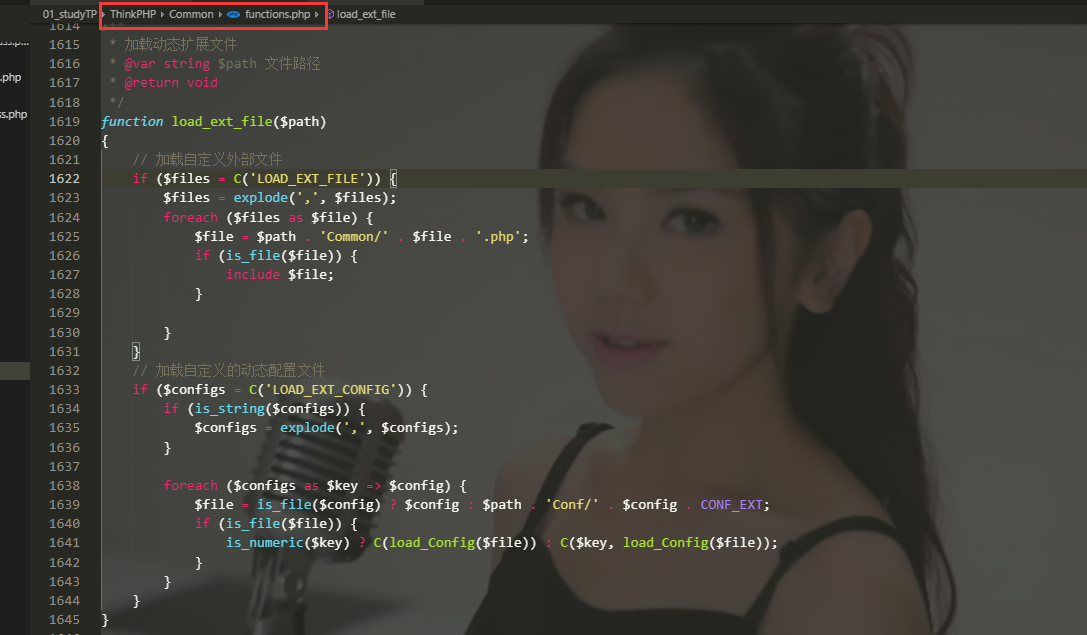 01_studyTP › ThinkPHP › Common › functions.php › load_ext_file
1614
1615 * 加载动态扩展文件
1616 * @var string $path 文件路径
1617 * @return void
1618 */
1619 function load_ext_file($path)
1620 {
1621 // 加载自定义外部文件
1622 if ($files = C('LOAD_EXT_FILE')) {
.php
1623 $files = explode(',', $files);
1624 foreach ($files as $file) {
1625 $file = $path . 'Common/' . $file . '.php';
1626 if (is_file($file)) {
1627 include $file;
1628 }
1629
1630 }
1631 }
1632 // 加载自定义的动态配置文件
1633 if ($configs = C('LOAD_EXT_CONFIG')) {
1634 if (is_string($configs)) {
1635 $configs = explode(',', $configs);
1636 }
1637
1638 foreach ($configs as $key => $config) {
1639 $file = is_file($config) ? $config : $path . 'Conf/' . $config . CONF_EXT;
1640 if (is_file($file)) {
1641 is_numeric($key) ? C(load_Config($file)) : C($key, load_Config($file));
1642 }
1643 }
1644 }
1645 }